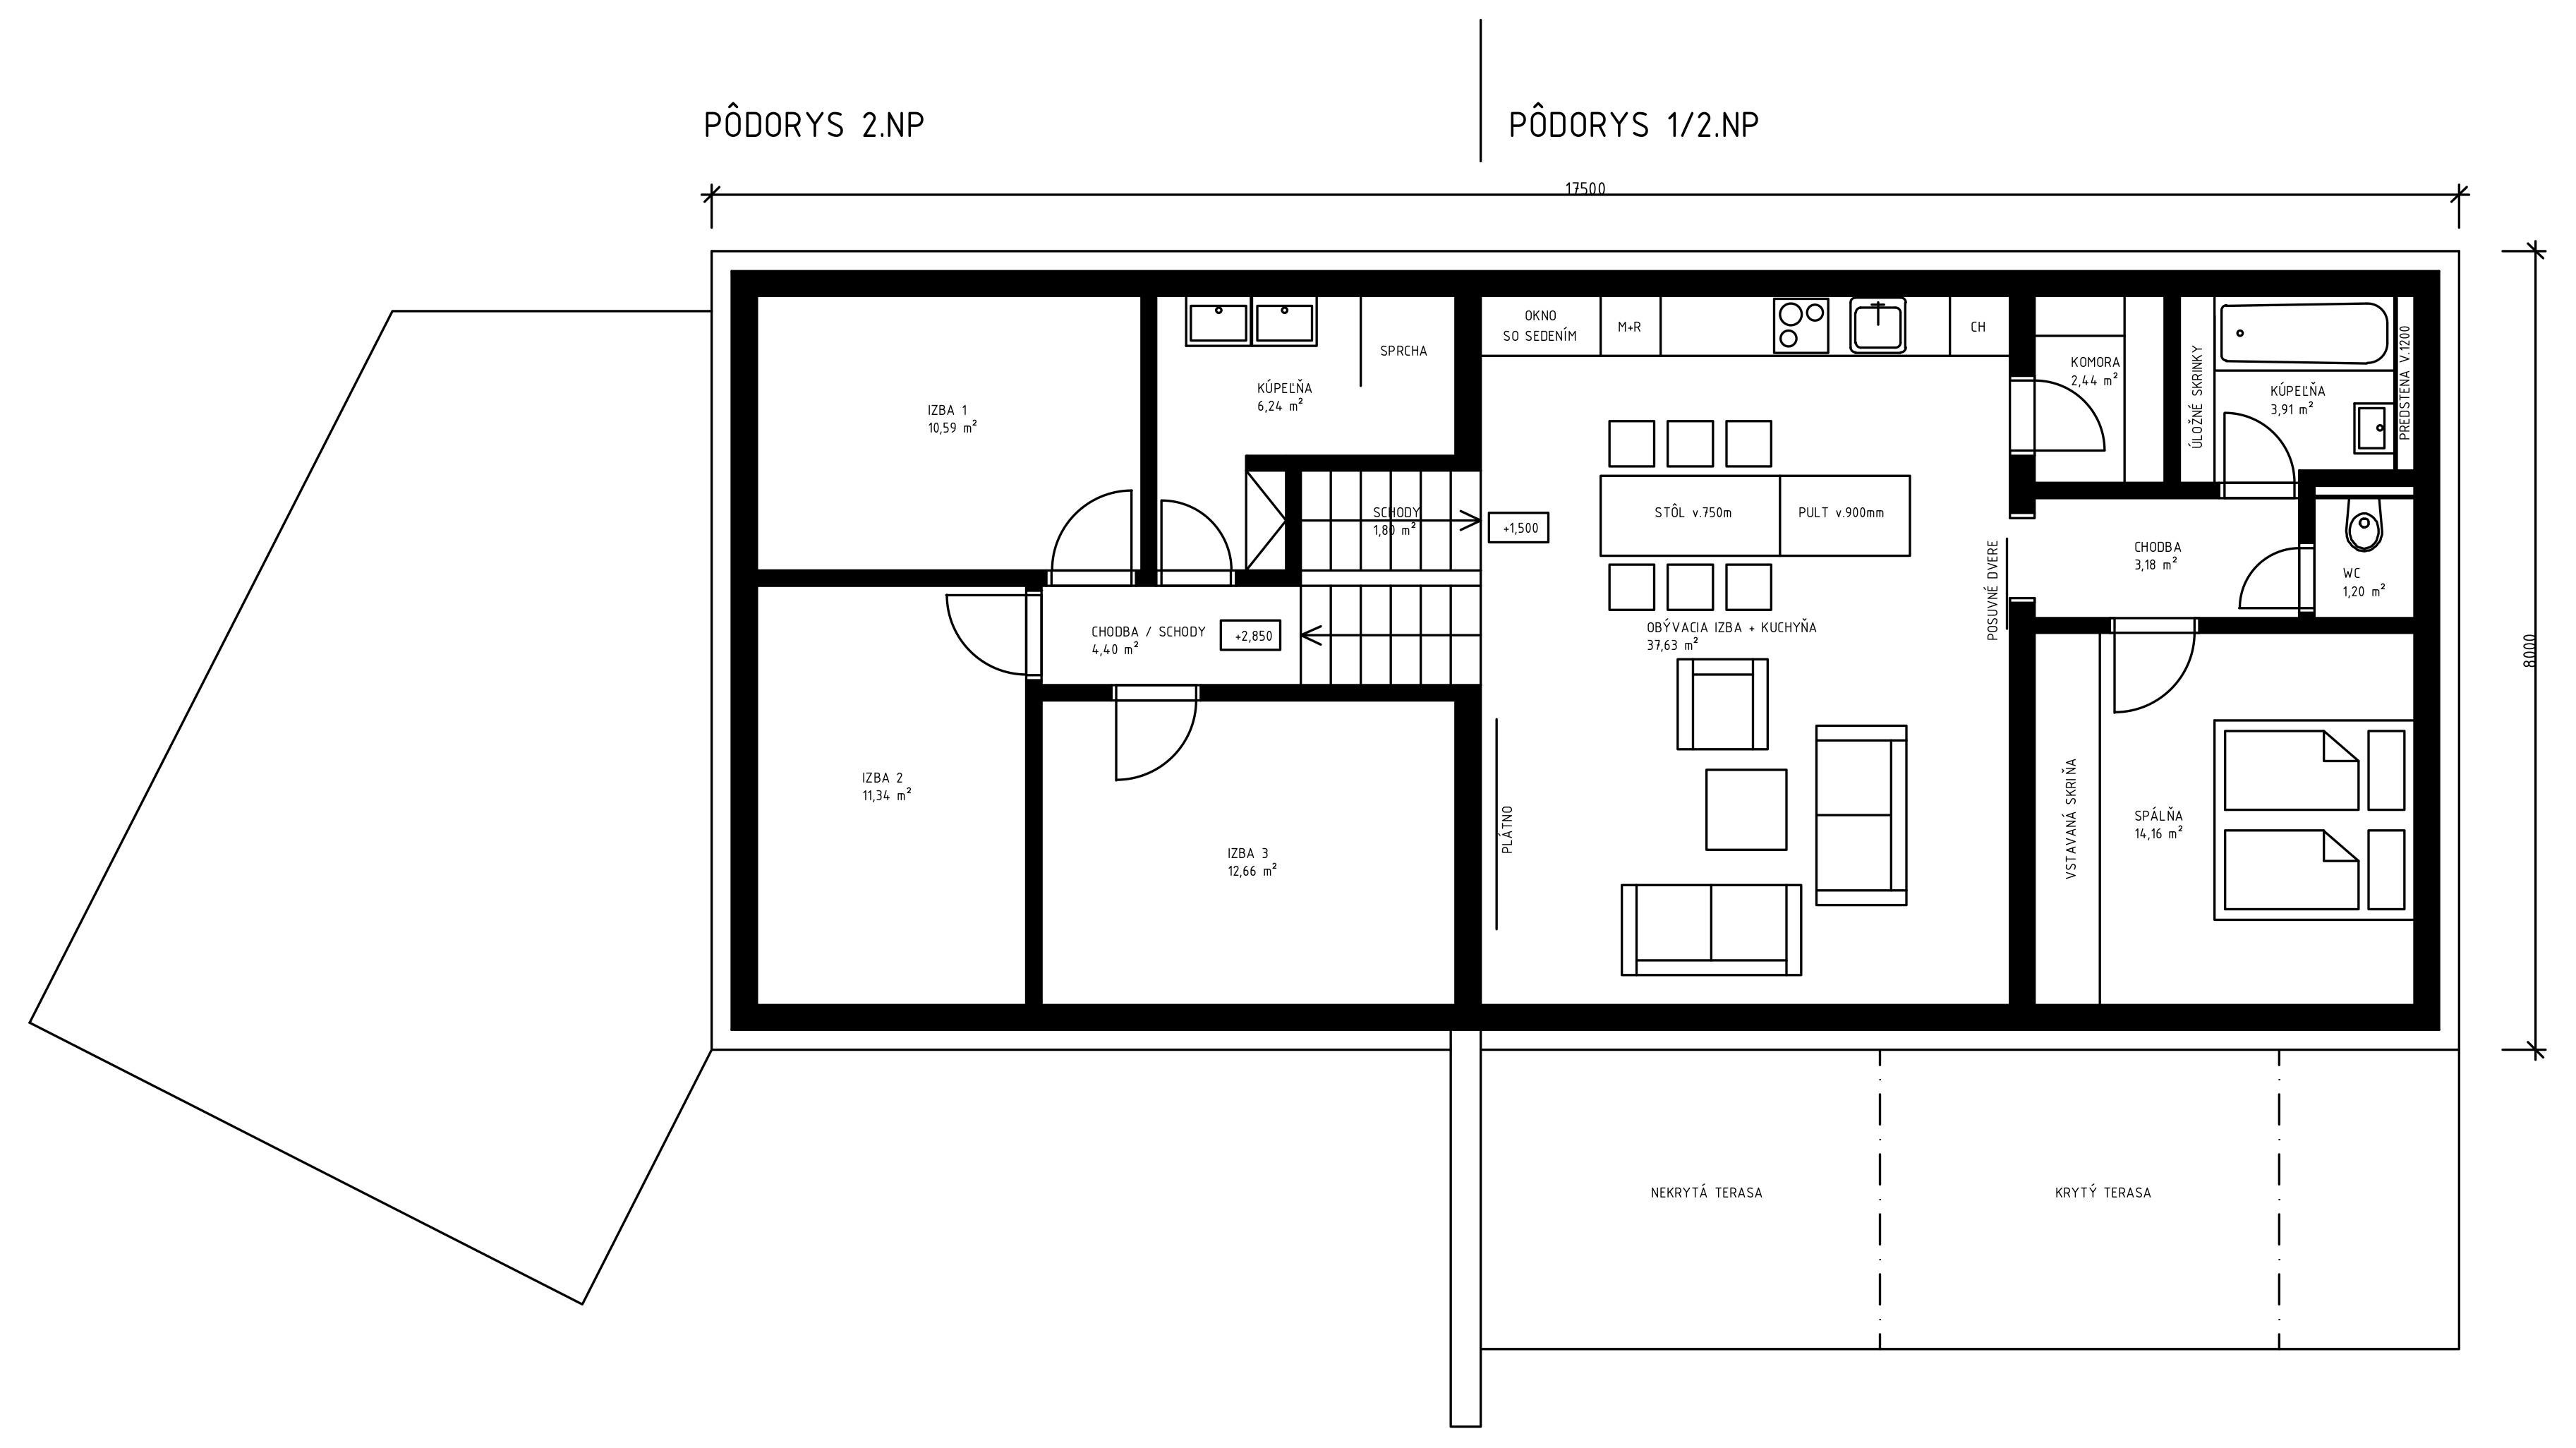 PÔDORYS 2.NP
PÔDORYS 1/2.NP
17500
OKNO
SO SEDENÍM
M+R
CH
SPRCHA
KOMORA
2,44 m²
ÚLOŽNÉ SKRINKY
KÚPEĽŇA
3,91 m²
PREDSTENA V.1200
KÚPEĽŇA
6,24 m²
IZBA 1
10,59 m²
SCHODY
1,80 m²
+1,500
STÔL v.750m
PULT v.900mm
POSUVNÉ DVERE
CHODBA
3,18 m²
WC
1,20 m²
CHODBA / SCHODY
4,40 m²
+2,850
OBÝVACIA IZBA + KUCHYŇA
37,63 m²
8000
IZBA 2
11,34 m²
IZBA 3
12,66 m²
PLÁTNO
VSTAVANÁ SKRIŇA
SPÁLŇA
14,16 m²
NEKRYTÁ TERASA
KRYTÝ TERASA